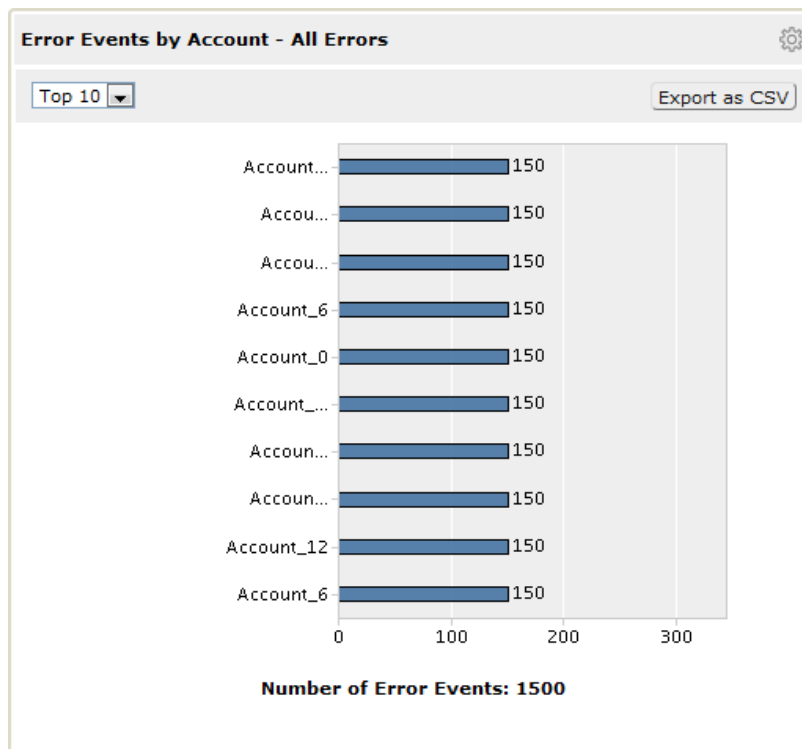 Error Events by Account - All Errors
Top 10
Export as CSV
Account... 150
Accou... 150
Accou... 150
Account_6 150
Account_0 150
Account_... 150
Accoun... 150
Accoun... 150
Account_12 150
Account_6 150
0 100 200 300
Number of Error Events: 1500